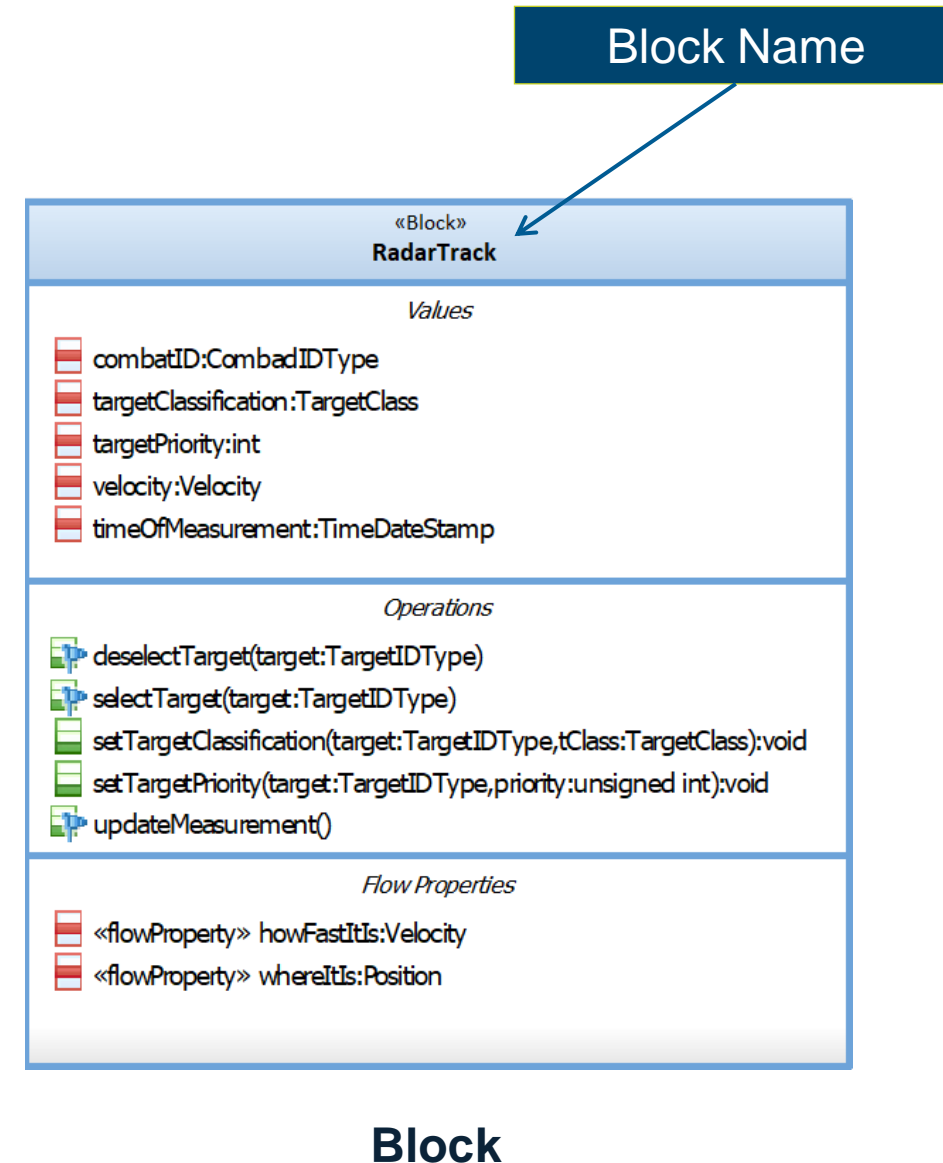 Block Name
«Block»
RadarTrack
Values
combatID:CombadIDType
targetClassification:TargetClass
targetPriority:int
velocity:Velocity
timeOfMeasurement:TimeDateStamp
Operations
deselectTarget(target:TargetIDType)
selectTarget(target:TargetIDType)
setTargetClassification(target:TargetIDType,tClass:TargetClass):void
setTargetPriority(target:TargetIDType,priority:unsigned int):void
updateMeasurement()
Flow Properties
«flowProperty» howFastItIs:Velocity
«flowProperty» whereItIs:Position
Block